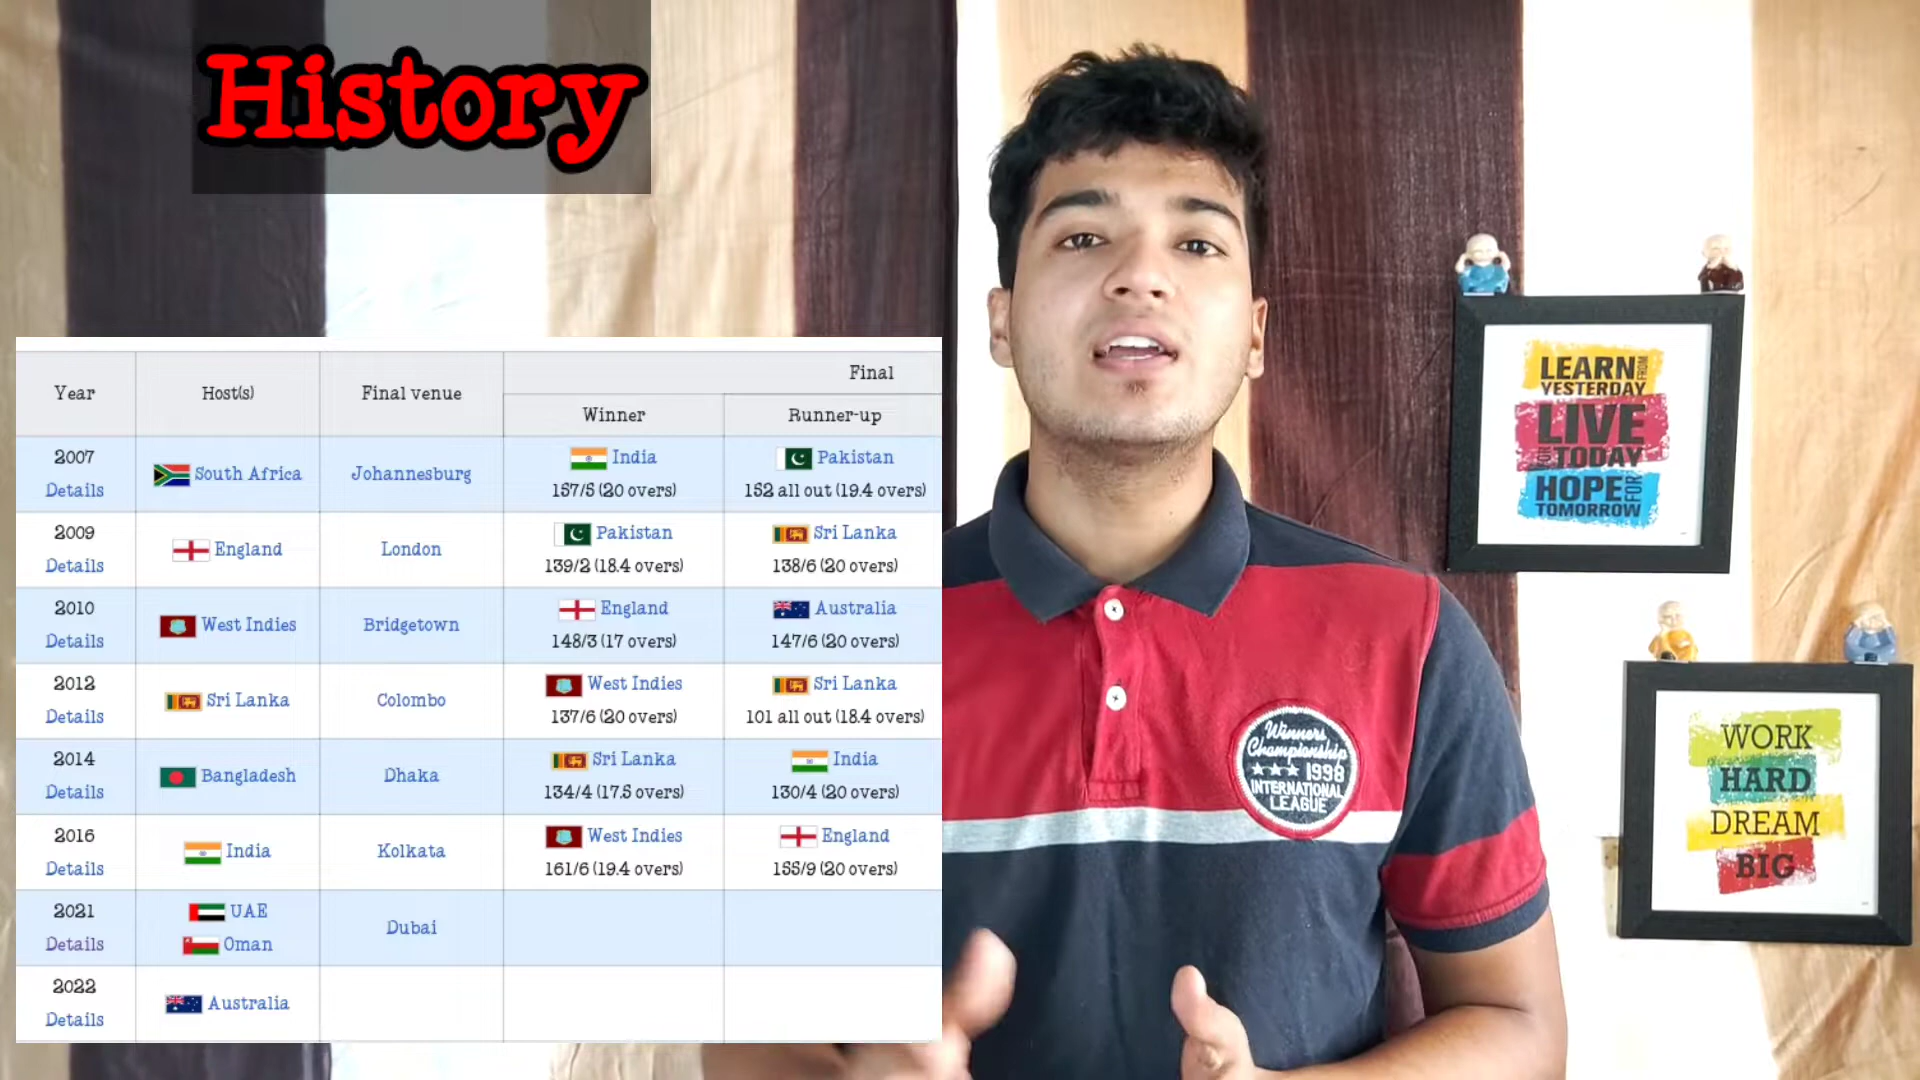 History
Year
Host(s)
Final venue
Final
Winner
Runner-up
2007
Details
South Africa
Johannesburg
India
157/5 (20 overs)
Pakistan
152 all out (19.4 overs)
2009
Details
England
London
Pakistan
139/2 (18.4 overs)
Sri Lanka
138/6 (20 overs)
2010
Details
West Indies
Bridgetown
England
148/3 (17 overs)
Australia
147/6 (20 overs)
2012
Details
Sri Lanka
Colombo
West Indies
137/6 (20 overs)
Sri Lanka
101 all out (18.4 overs)
2014
Details
Bangladesh
Dhaka
Sri Lanka
134/4 (17.5 overs)
India
130/4 (20 overs)
2016
Details
India
Kolkata
West Indies
161/6 (19.4 overs)
England
155/9 (20 overs)
2021
Details
UAE
Oman
Dubai
2022
Details
Australia
Winners
Championship
1998
INTERNATIONAL
LEAGUE
LEARN FROM
YESTERDAY
LIVE
FOR TODAY
HOPE FOR
TOMORROW
WORK
HARD
DREAM
BIG